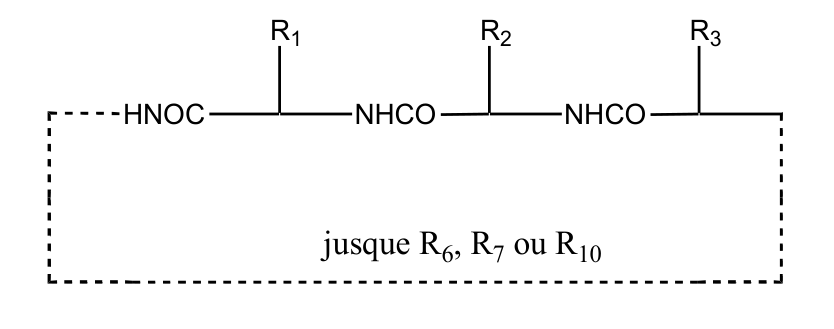 R₁ R₂ R₃
HNOC NHCO NHCO
jusque R₆, R₇ ou R₁₀